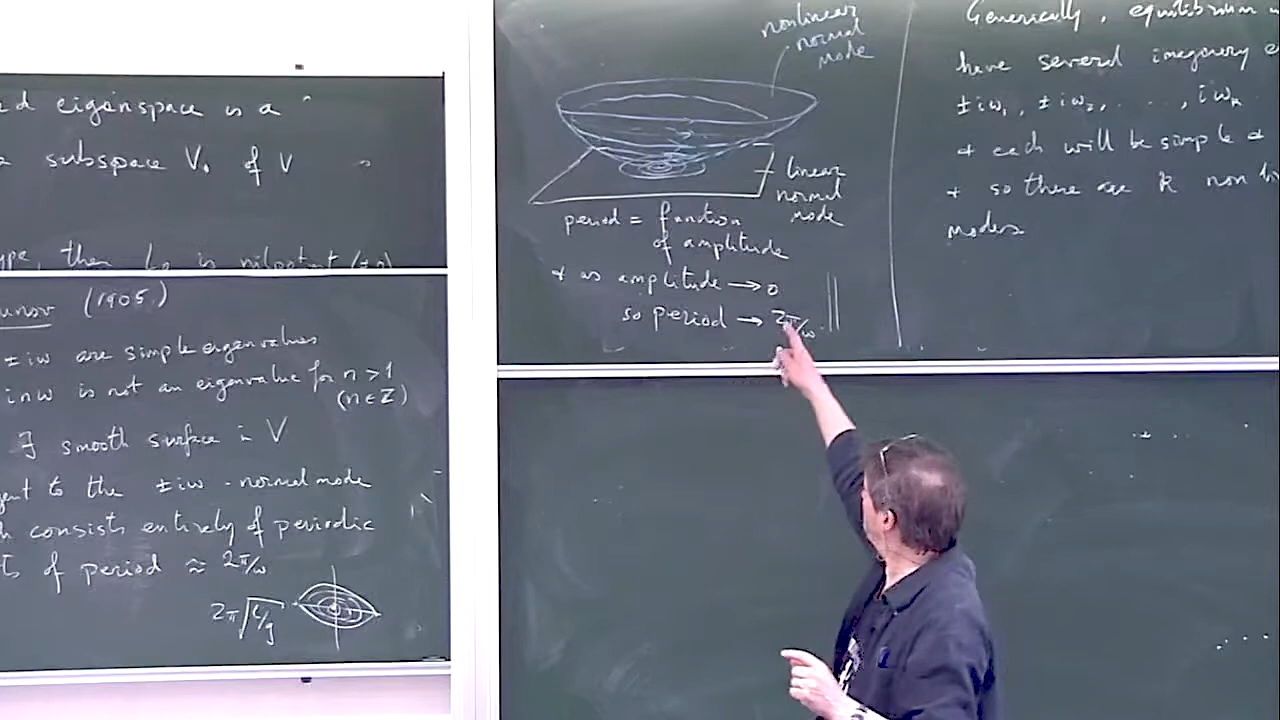 d eigenspace is a
subspace V₀ of V
ype, then L₀ is nilpotent (≠0)
unov (1905)
±iω are simple eigenvalues
inω is not an eigenvalue for n>1
(n∈Z)
∃ smooth surface in V
gent to the ±iω-normal mode
h consists entirely of periodic
ts of period ≈ 2π/ω
2π√l/g
nonlinear
normal
mode
linear
normal
mode
period = function
of amplitude
+ as amplitude → 0
so period → 2π/ω.
Generically, equilibrium
have several imaginary e
±iω₁, ±iω₂, ..., iωₖ
+ each will be simple +
+ so there are k non li
modes